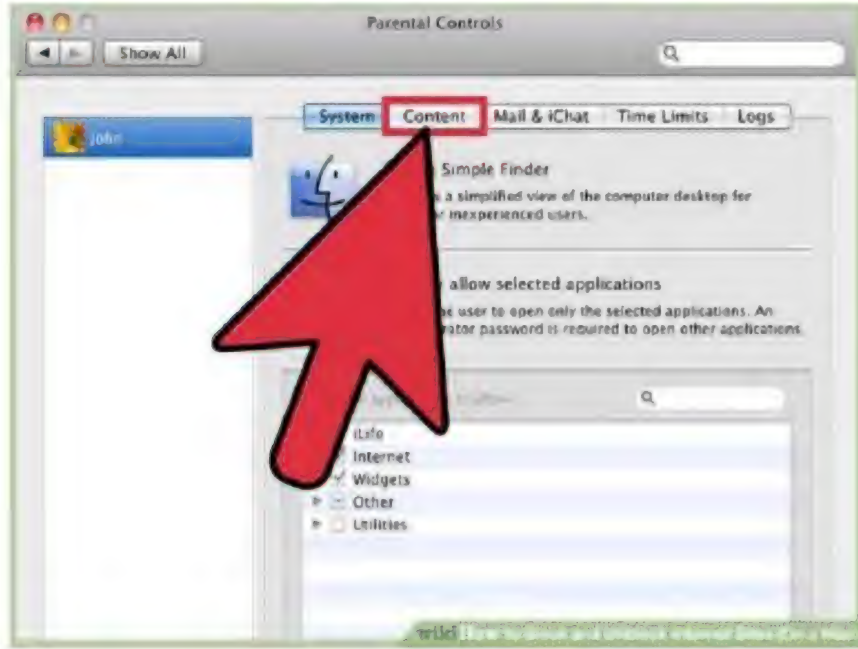 Parental Controls
Show All
John
System Content Mail & iChat Time Limits Logs
Simple Finder
a simplified view of the computer desktop for
inexperienced users.
allow selected applications
user to open only the selected applications. An
password is required to open other applications
iLife
Internet
Widgets
Other
Utilities
wiki